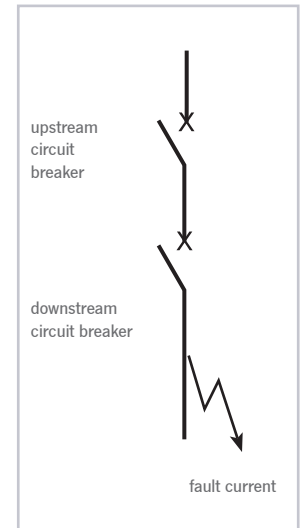 upstream
circuit
breaker
downstream
circuit breaker
fault current